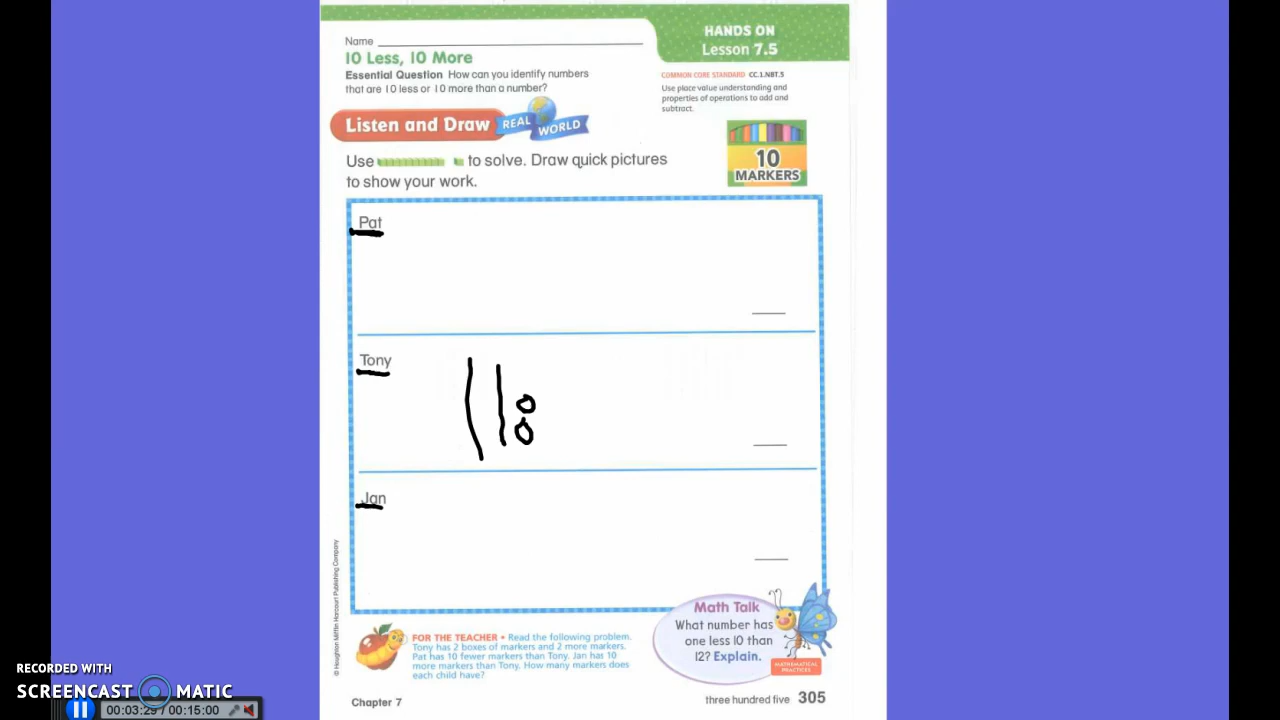 Name
HANDS ON
Lesson 7.5
10 Less, 10 More
Essential Question How can you identify numbers
that are 10 less or 10 more than a number?
COMMON CORE STANDARD CC.1.NBT.5
Use place value understanding and
properties of operations to add and
subtract.
Listen and Draw
REAL WORLD
10
MARKERS
Use to solve. Draw quick pictures
to show your work.
Pat
Tony
Jan
Math Talk
What number has
one less 10 than
12? Explain.
MATHEMATICAL
PRACTICES
FOR THE TEACHER • Read the following problem.
Tony has 2 boxes of markers and 2 more markers.
Pat has 10 fewer markers than Tony. Jan has 10
more markers than Tony. How many markers does
each child have?
© Houghton Mifflin Harcourt Publishing Company
Chapter 7
three hundred five 305
RECORDED WITH
SCREENCAST MATIC
00:03:29 / 00:15:00